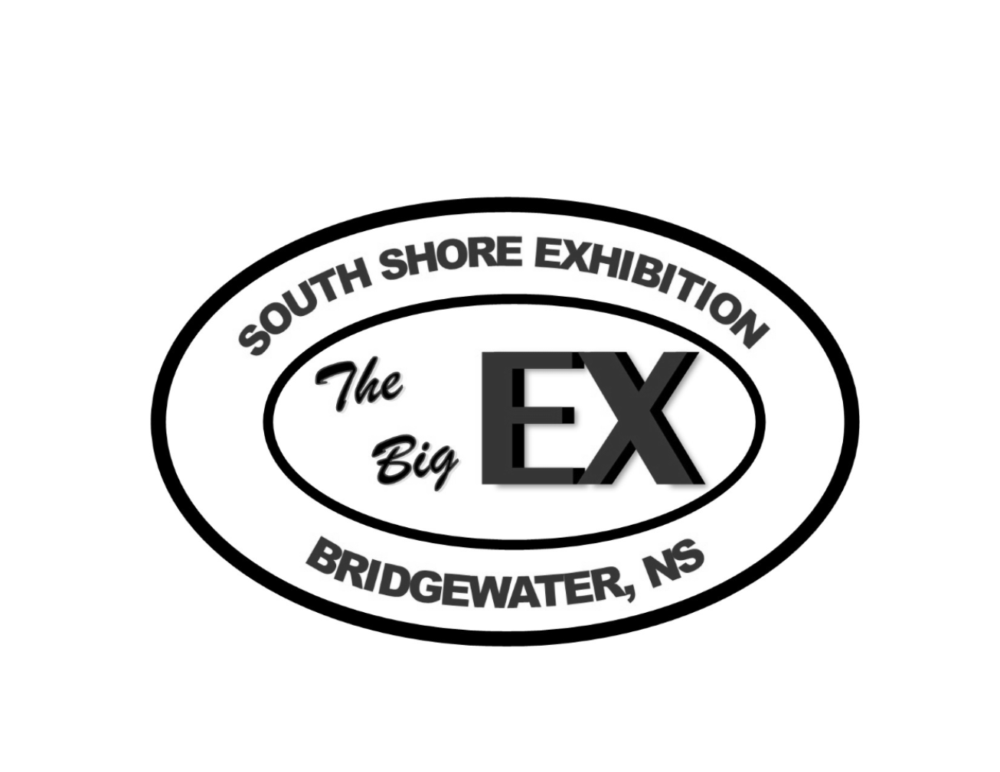 SOUTH SHORE EXHIBITION
The
Big
EX
BRIDGEWATER, NS